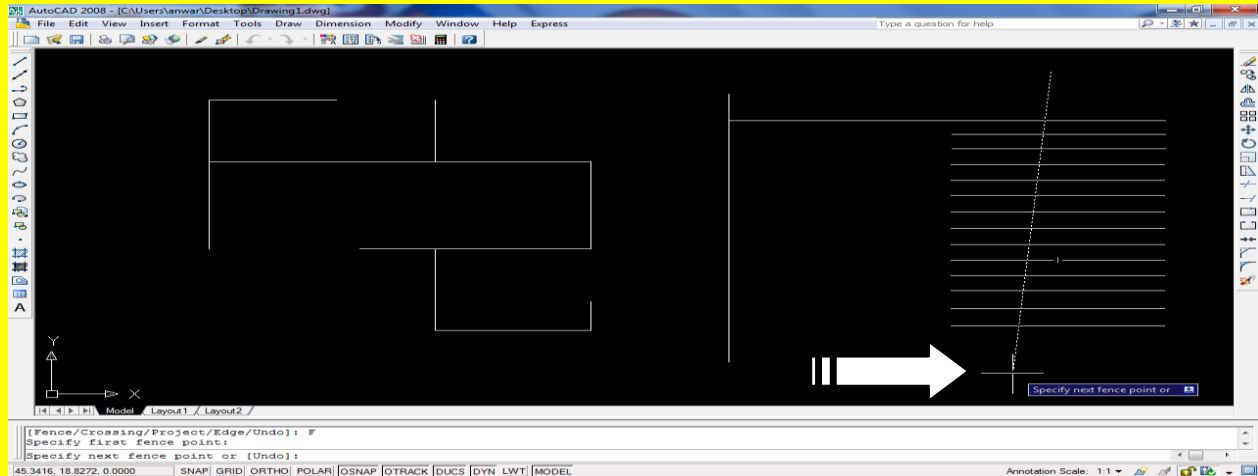 AutoCAD 2008 - [C:\Users\anwar\Desktop\Drawing1.dwg]
File Edit View Insert Format Tools Draw Dimension Modify Window Help Express Type a question for help
A
Y
X
Specify next fence point or
Model Layout1 Layout2
[Fence/Crossing/Project/Edge/Undo]: F
Specify first fence point:
Specify next fence point or [Undo]:
45.3416, 18.8272, 0.0000 SNAP GRID ORTHO POLAR OSNAP OTRACK DUCS DYN LWT MODEL Annotation Scale: 1:1